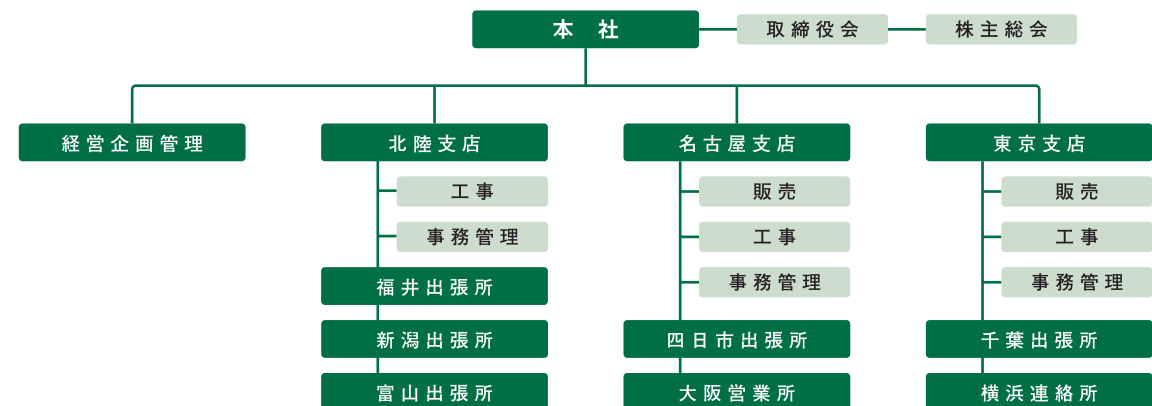 本社
取締役会
株主総会
経営企画管理
北陸支店
工事
事務管理
福井出張所
新潟出張所
富山出張所
名古屋支店
販売
工事
事務管理
四日市出張所
大阪営業所
東京支店
販売
工事
事務管理
千葉出張所
横浜連絡所